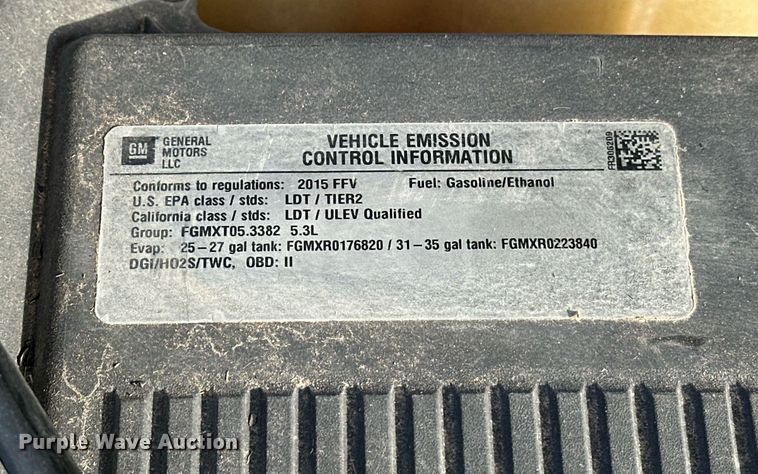 GM
GENERAL
MOTORS
LLC
VEHICLE EMISSION
CONTROL INFORMATION
FR306209
Conforms to regulations: 2015 FFV Fuel: Gasoline/Ethanol
U.S. EPA class / stds: LDT / TIER2
California class / stds: LDT / ULEV Qualified
Group: FGMXT05.3382 5.3L
Evap: 25-27 gal tank: FGMXR0176820 / 31-35 gal tank: FGMXR0223840
DGI/HO2S/TWC, OBD: II
Purple Wave Auction